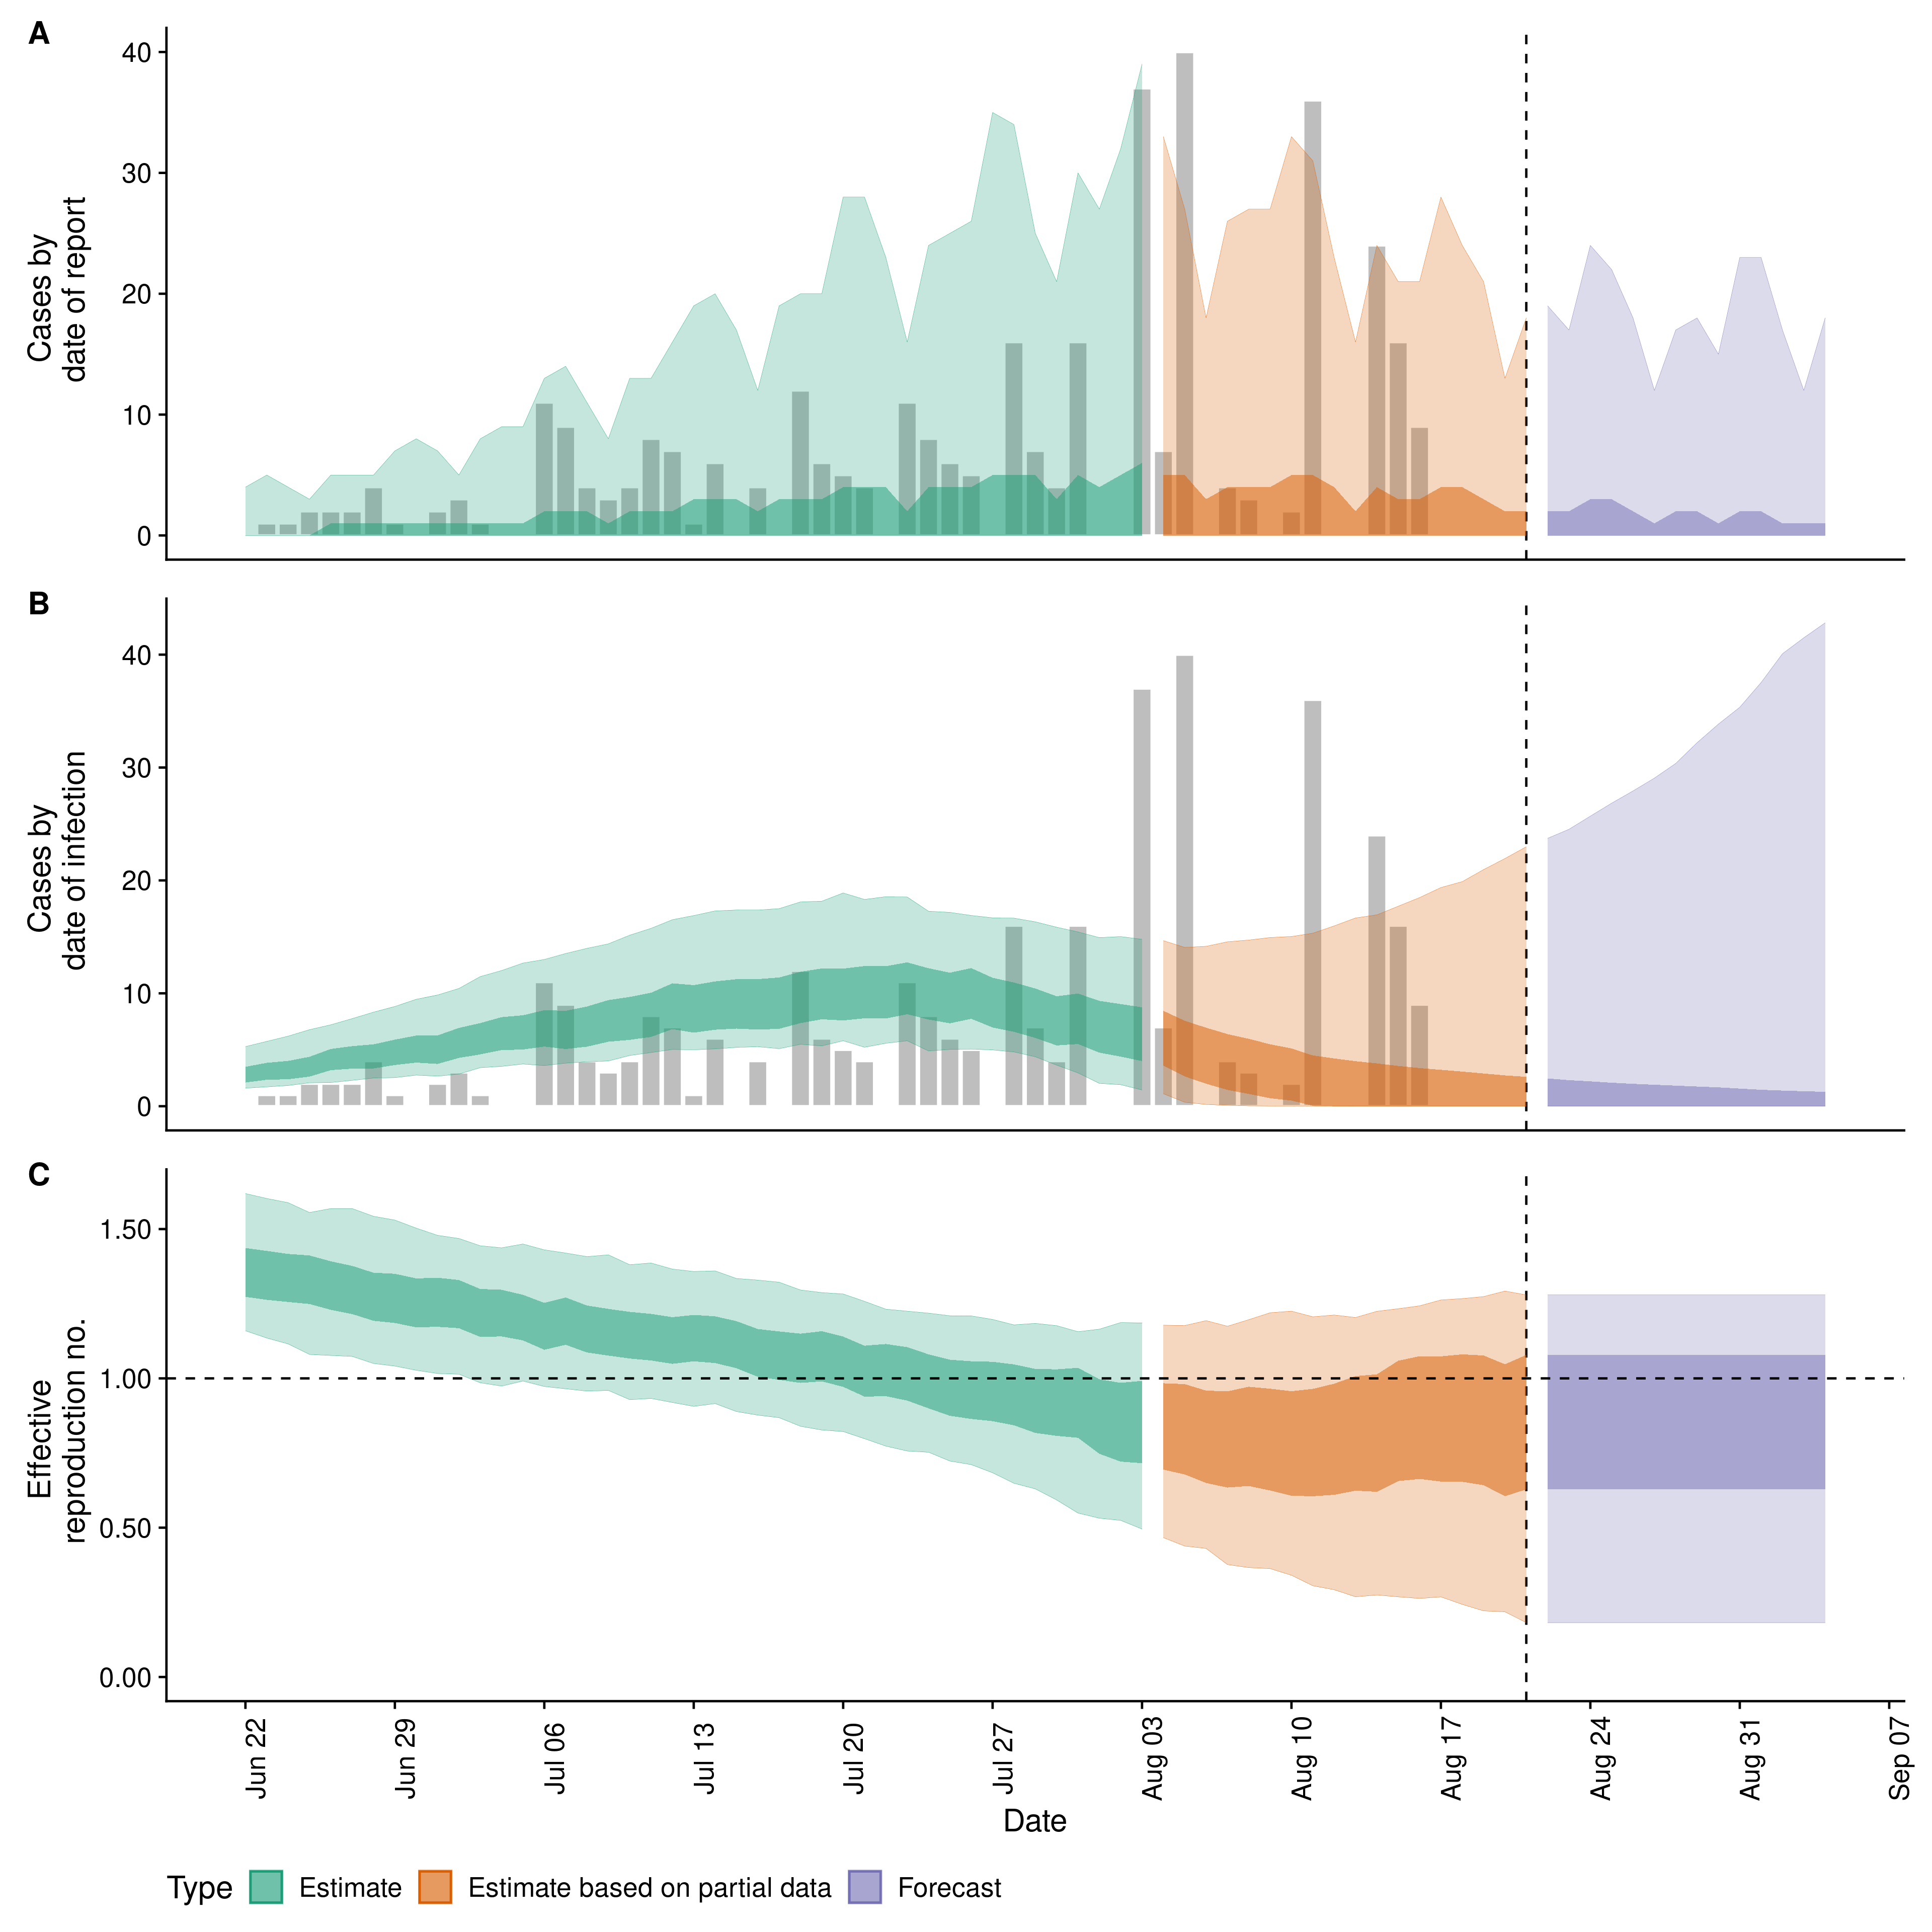 A
40
30
20
10
0
Cases by
date of report
B
40
30
20
10
0
Cases by
date of infection
C
1.50
1.00
0.50
0.00
Effective
reproduction no.
Jun 22
Jun 29
Jul 06
Jul 13
Jul 20
Jul 27
Aug 03
Aug 10
Aug 17
Aug 24
Aug 31
Sep 07
Date
Type Estimate Estimate based on partial data Forecast